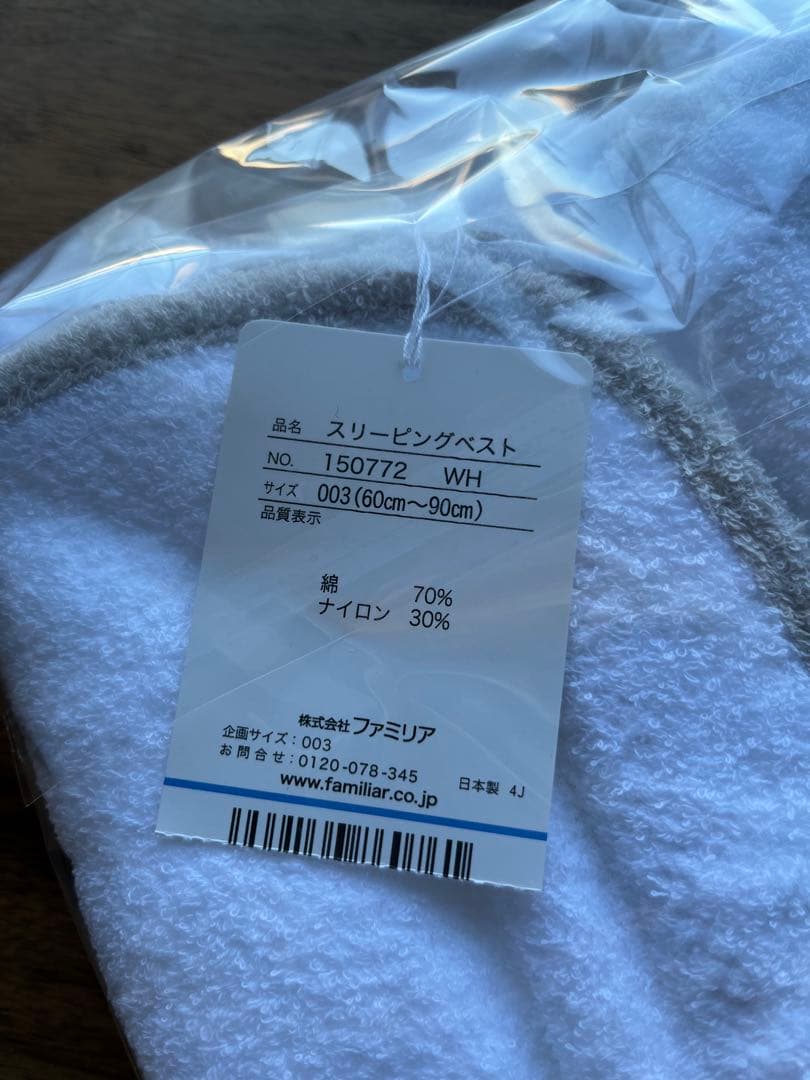 品名 スリーピングベスト
NO. 150772 WH
サイズ 003(60cm〜90cm)
品質表示
綿 70%
ナイロン 30%
株式会社ファミリア
企画サイズ:003
お問合せ:0120-078-345 日本製 4J
www.familiar.co.jp